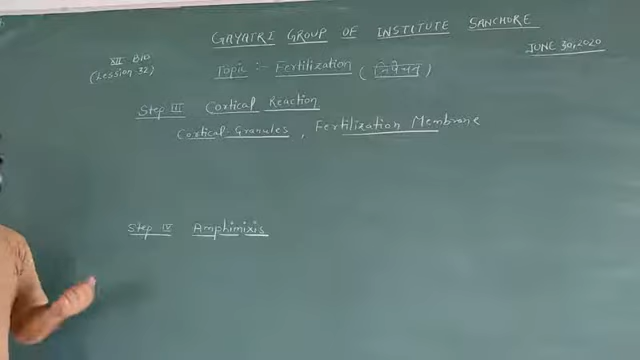 GAYATRI GROUP OF INSTITUTE SANCHORE
JUNE 30, 2020
XII BIO
(Lession-32)
Topic :- Fertilization (निषेचन)
Step III Cortical Reaction
Cortical-Granules, Fertilization Membrane
Step IV Amphimixis